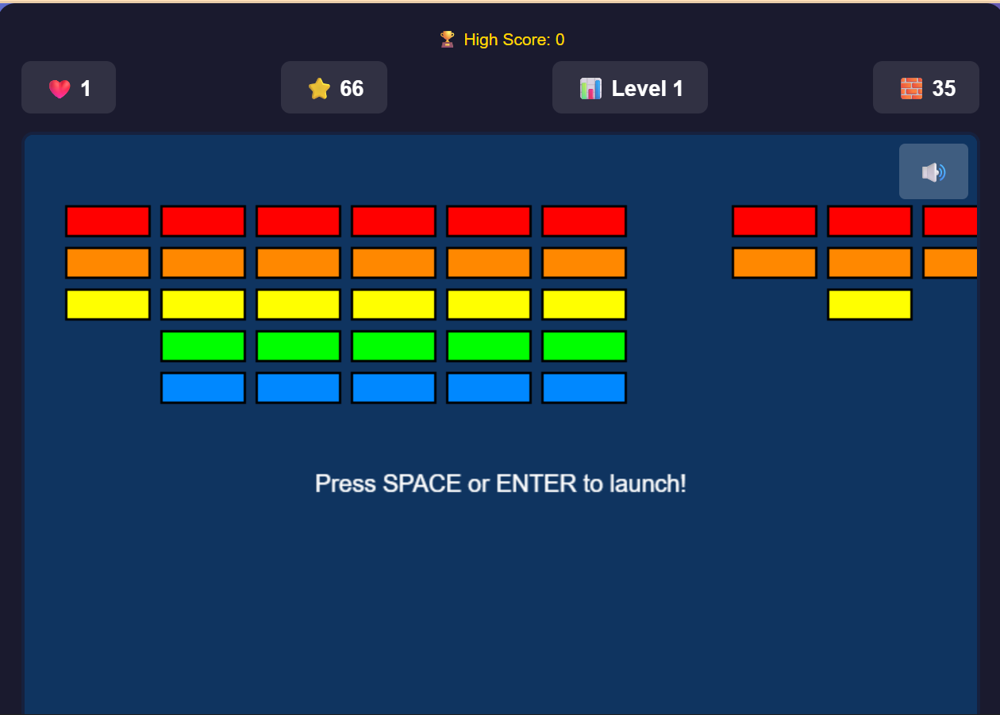 🏆 High Score: 0
❤️ 1
⭐ 66
📊 Level 1
🧱 35
🔊
Press SPACE or ENTER to launch!